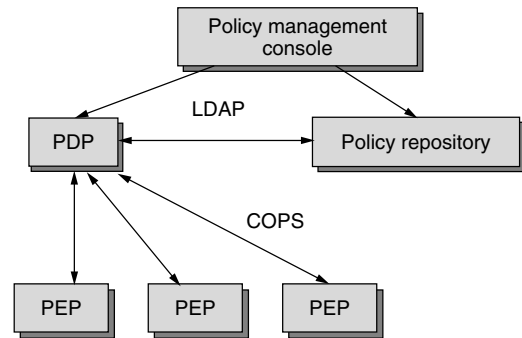 Policy management
console
LDAP
PDP
Policy repository
COPS
PEP
PEP
PEP